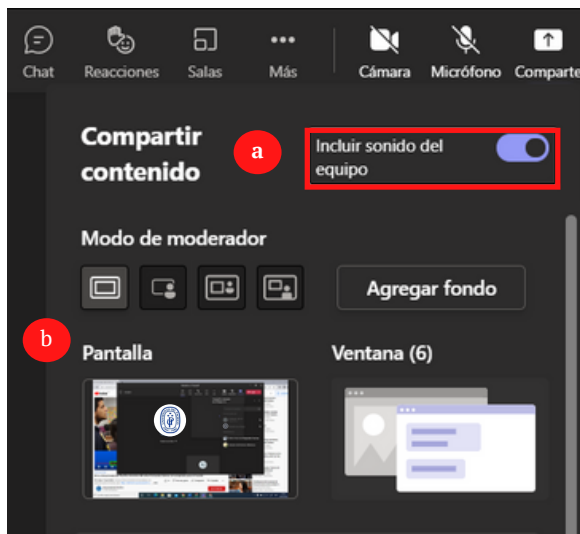 Chat Reacciones Salas Más Cámara Micrófono Comparte
Compartir
contenido
a
Incluir sonido del
equipo
Modo de moderador
Agregar fondo
b
Pantalla Ventana (6)